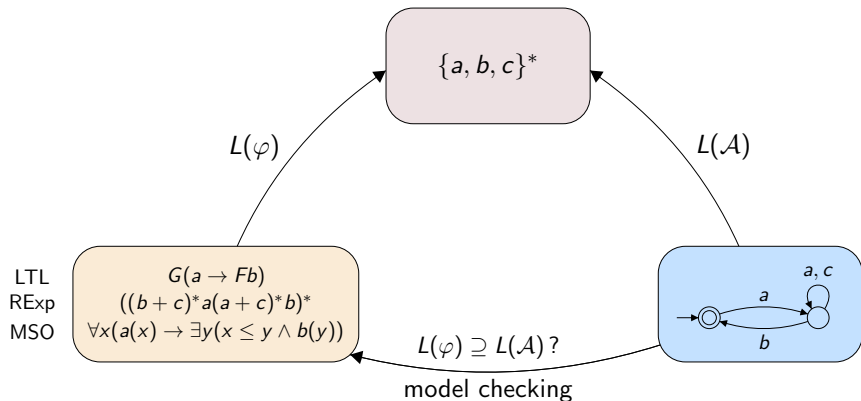 {a, b, c}*
L(φ)
L(𝒜)
LTL G(a → Fb)
RExp ((b + c)*a(a + c)*b)*
MSO ∀x(a(x) → ∃y(x ≤ y ∧ b(y))
a, c
a
b
L(φ) ⊇ L(𝒜) ?
model checking